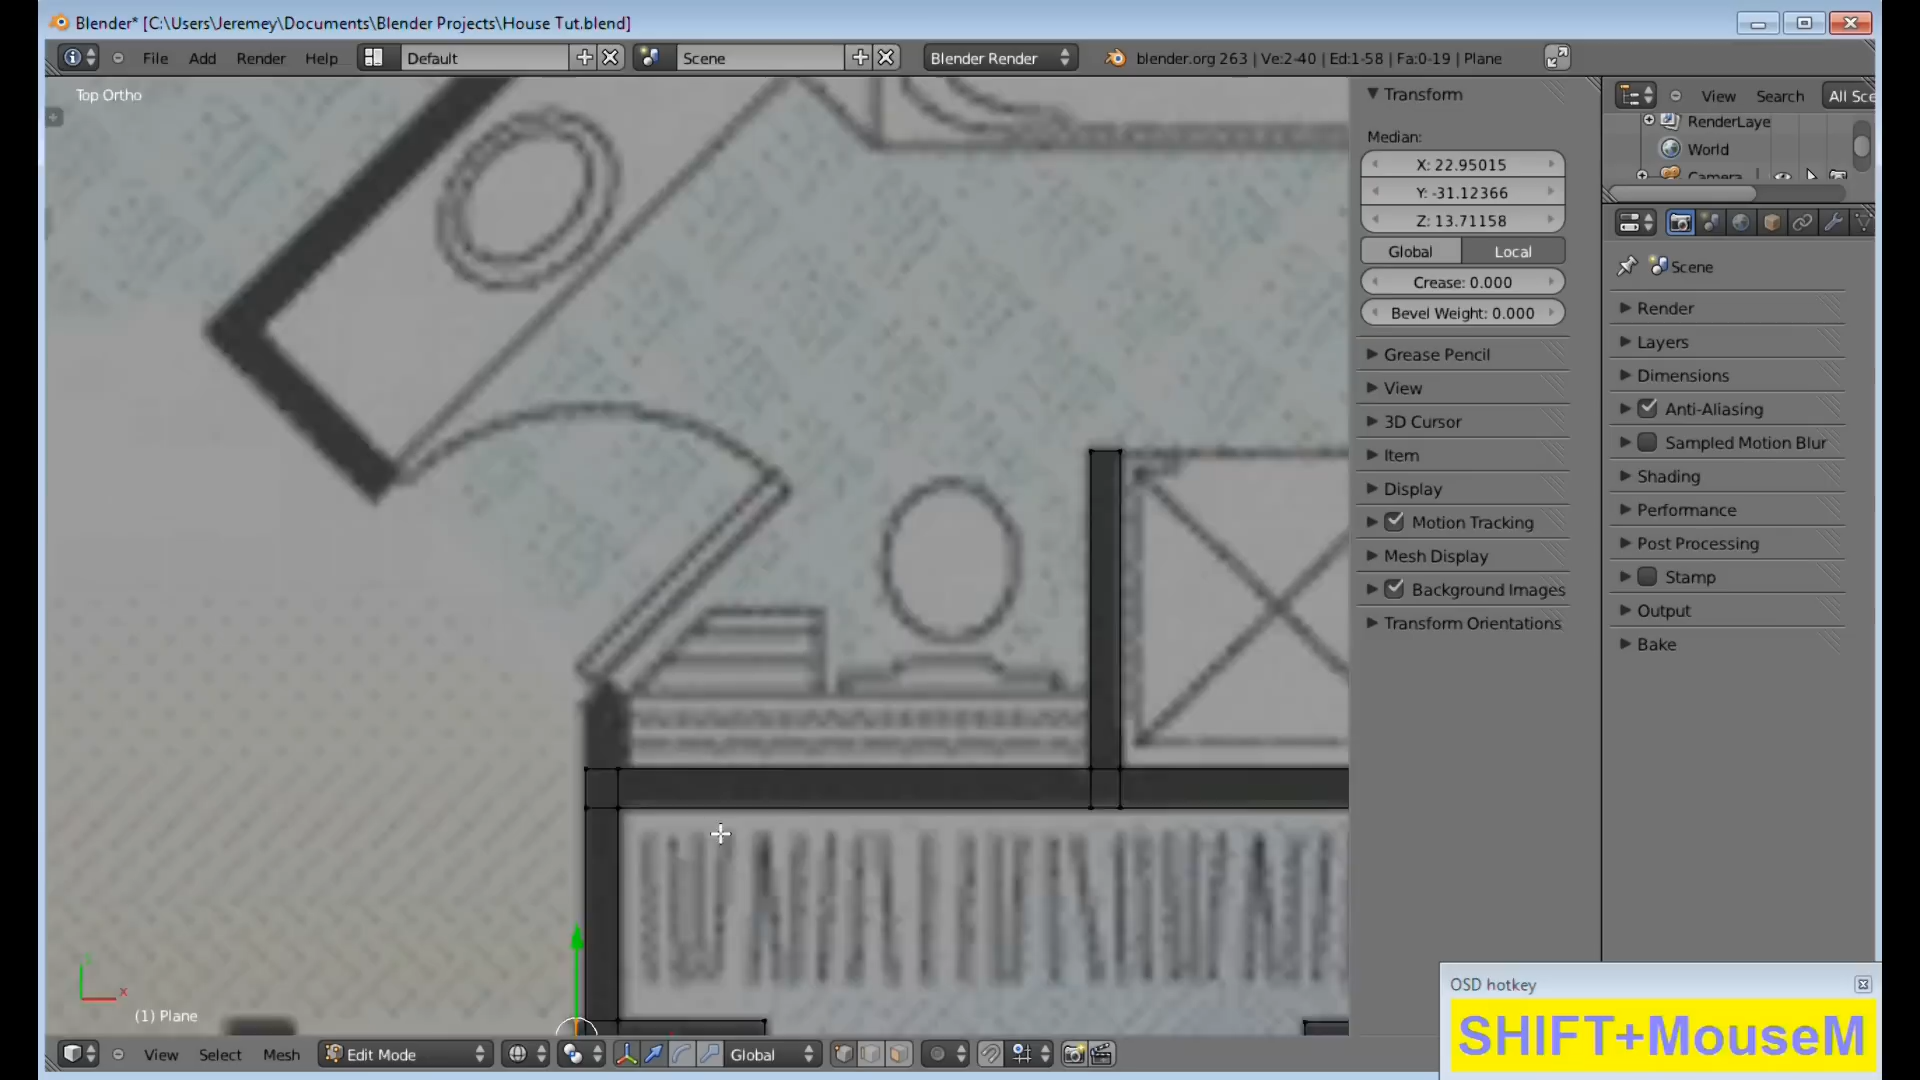 Blender* [C:\Users\Jeremey\Documents\Blender Projects\House Tut.blend]
File Add Render Help Default Scene Blender Render blender.org 263 | Ve:2-40 | Ed:1-58 | Fa:0-19 | Plane
Top Ortho
Transform
Median:
X: 22.95015
Y: -31.12366
Z: 13.71158
Global Local
Crease: 0.000
Bevel Weight: 0.000
Grease Pencil
View
3D Cursor
Item
Display
Motion Tracking
Mesh Display
Background Images
Transform Orientations
View Search All Sce
RenderLaye
World
Camera
Scene
Render
Layers
Dimensions
Anti-Aliasing
Sampled Motion Blur
Shading
Performance
Post Processing
Stamp
Output
Bake
x
(1) Plane
View Select Mesh Edit Mode Global
OSD hotkey
SHIFT+MouseM